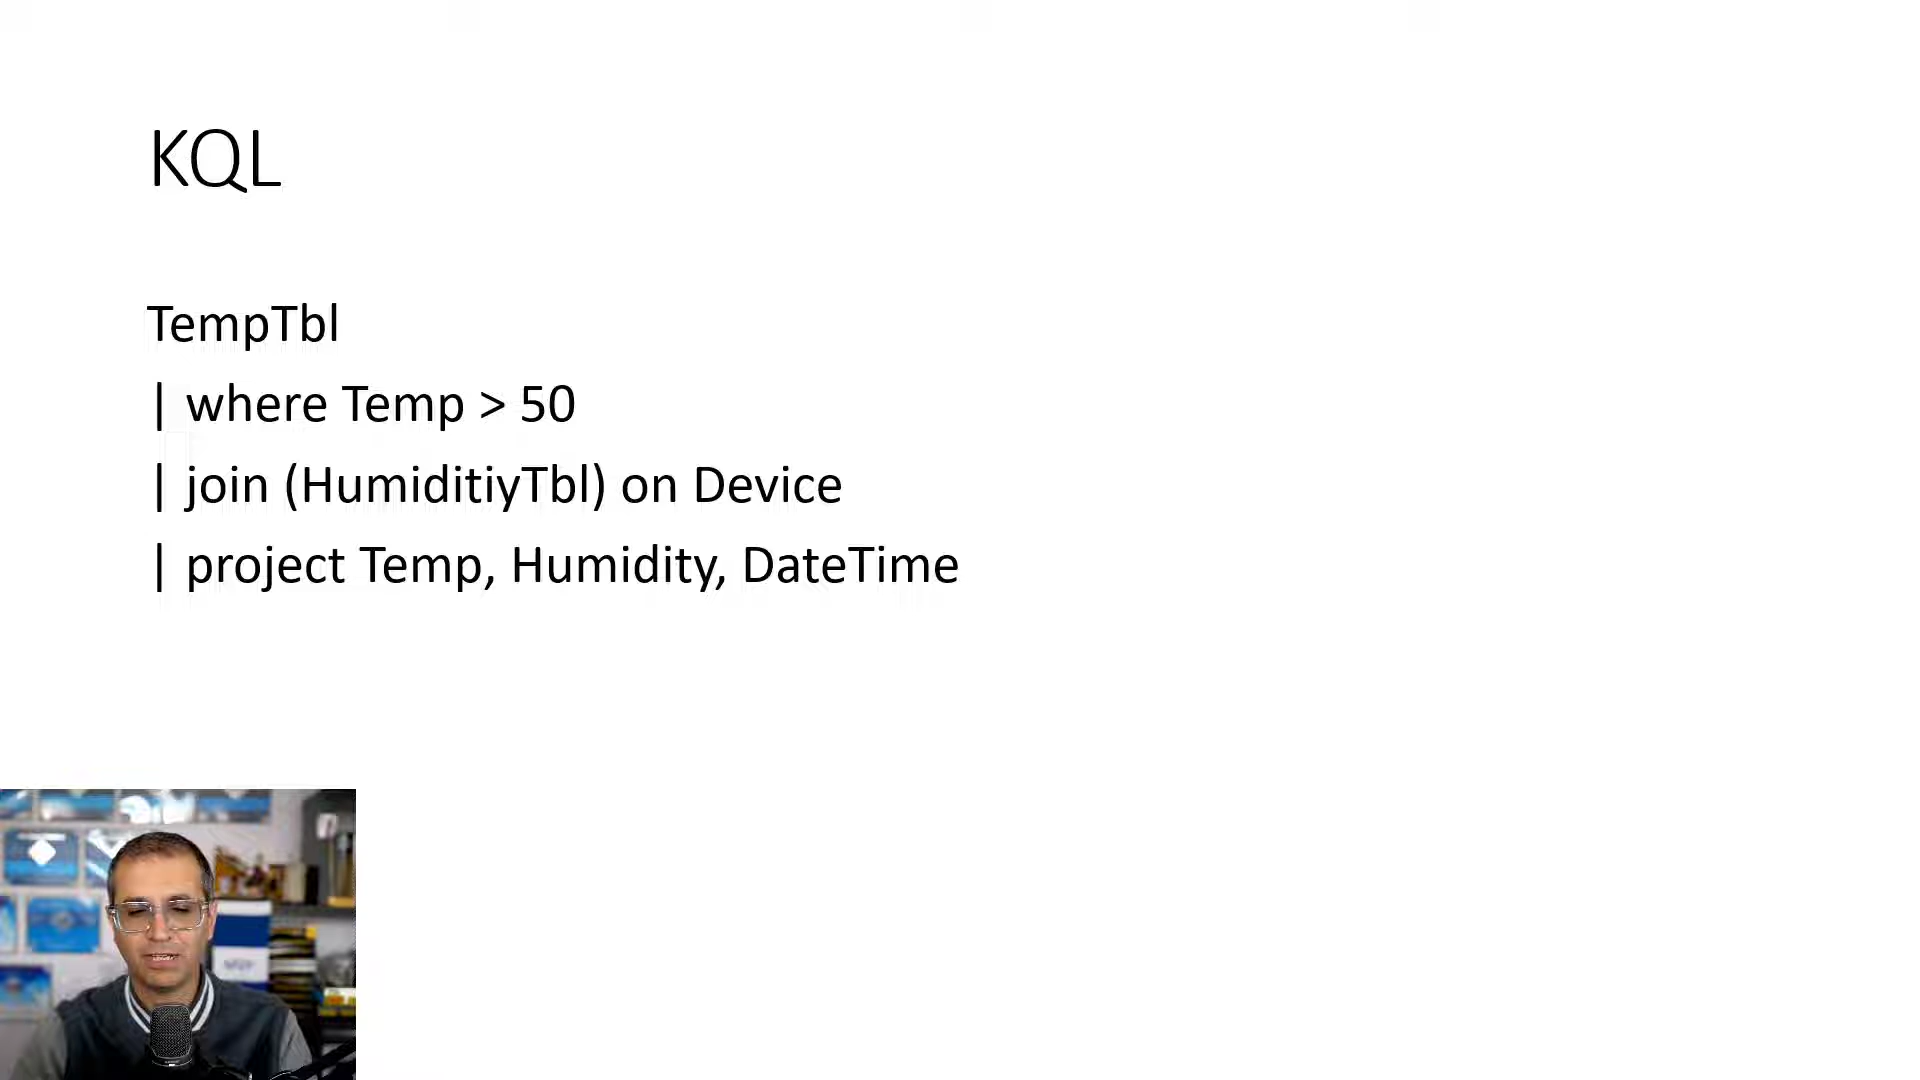 KQL
TempTbl
| where Temp > 50
| join (HumiditiyTbl) on Device
| project Temp, Humidity, DateTime